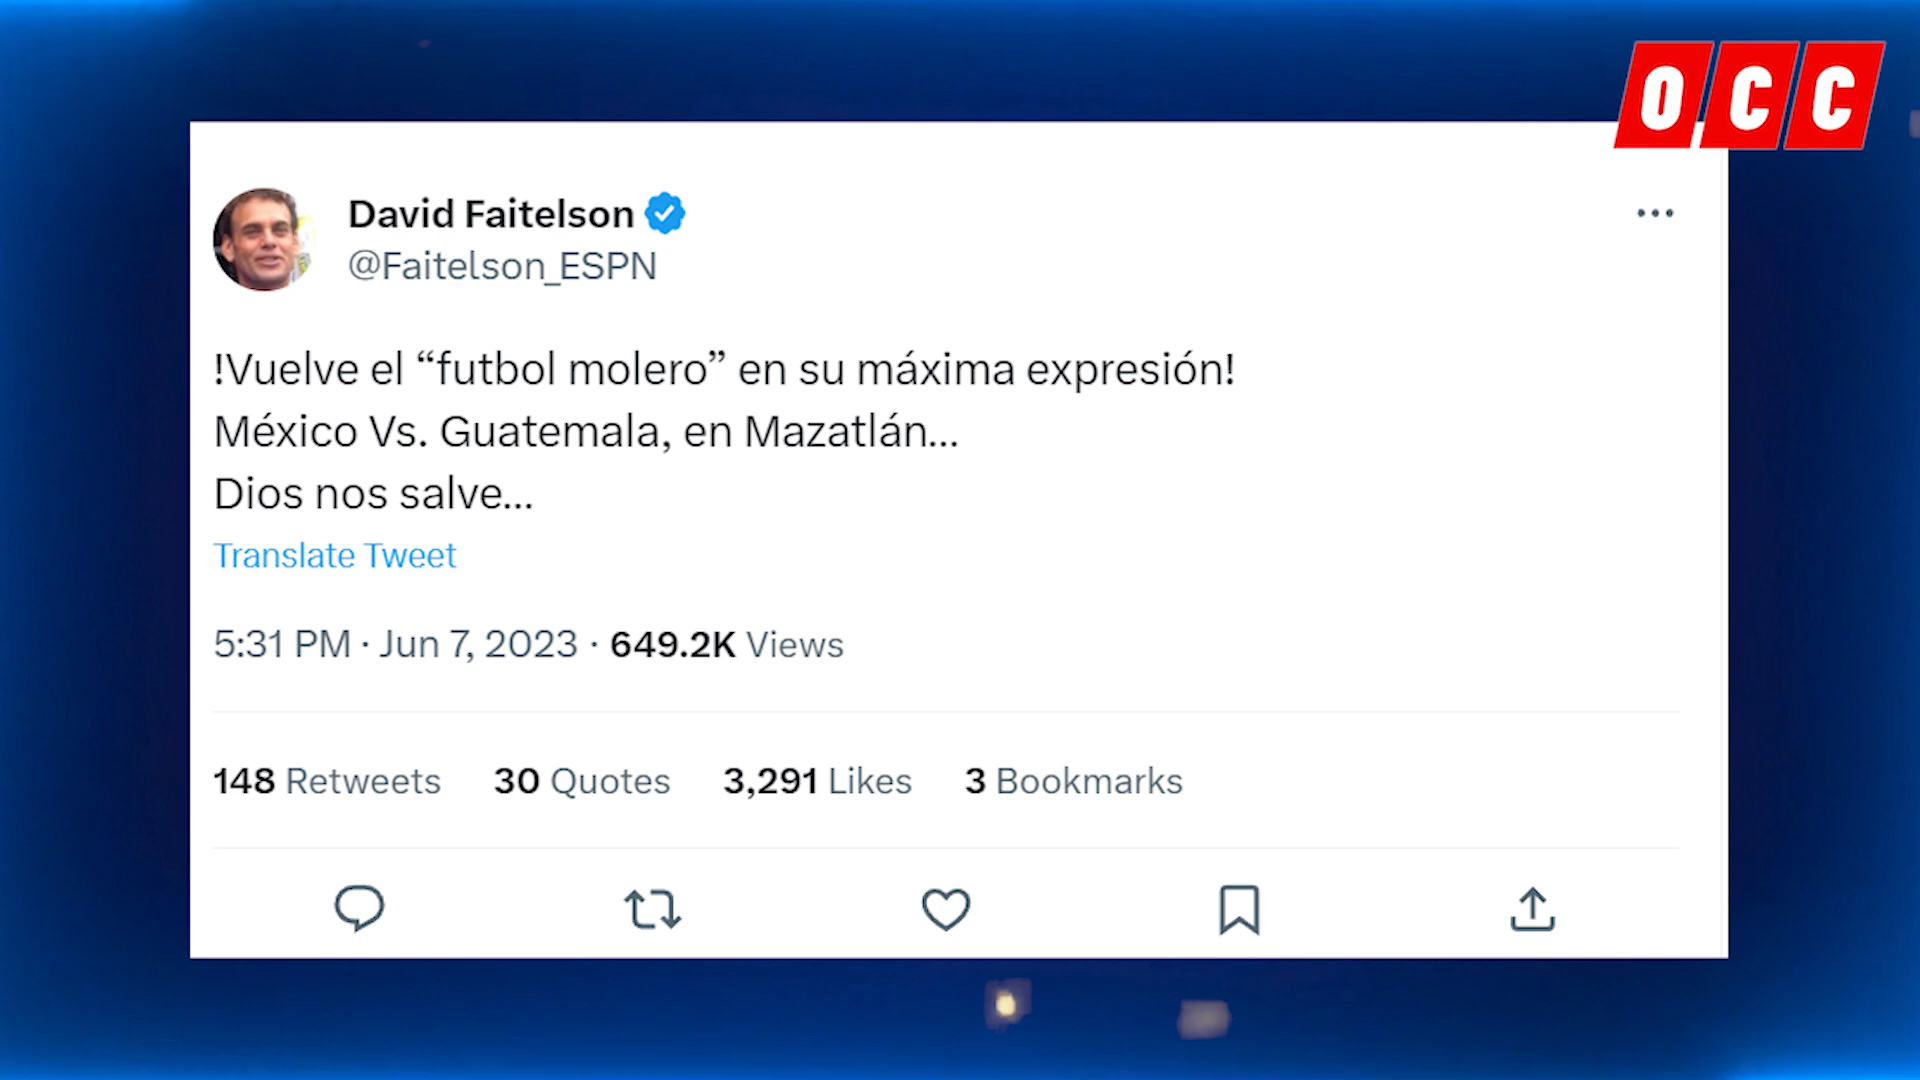 OCC
David Faitelson
@Faitelson_ESPN
!Vuelve el “futbol molero” en su máxima expresión!
México Vs. Guatemala, en Mazatlán...
Dios nos salve...
Translate Tweet
5:31 PM · Jun 7, 2023 · 649.2K Views
148 Retweets 30 Quotes 3,291 Likes 3 Bookmarks